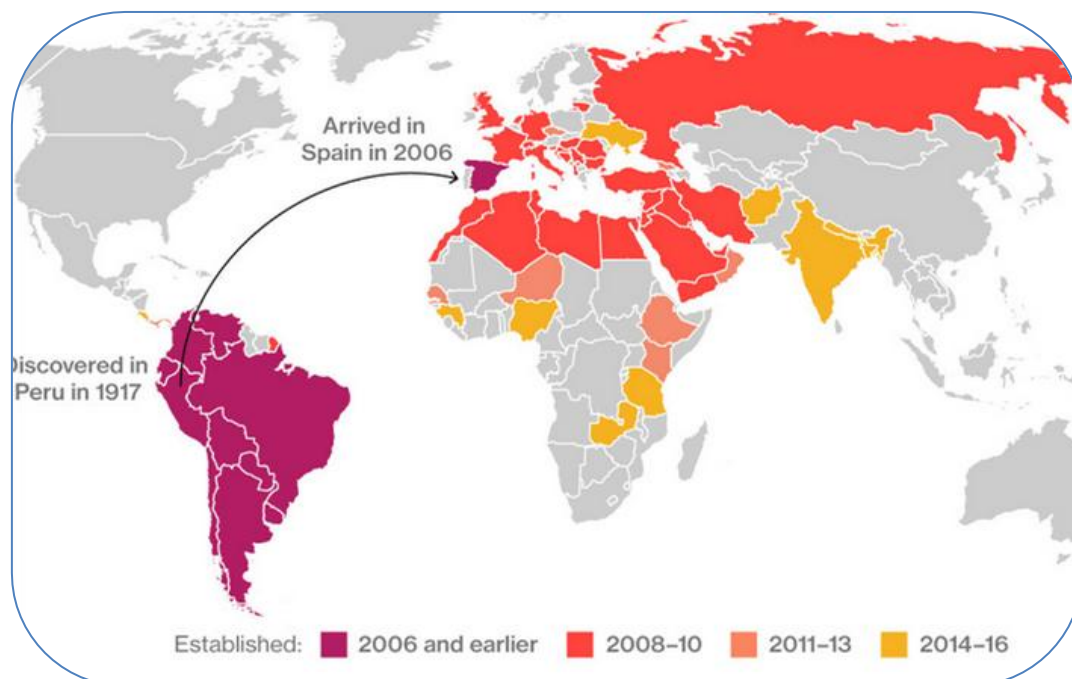 Arrived in
Spain in 2006
Discovered in
Peru in 1917
Established: 2006 and earlier 2008–10 2011–13 2014–16